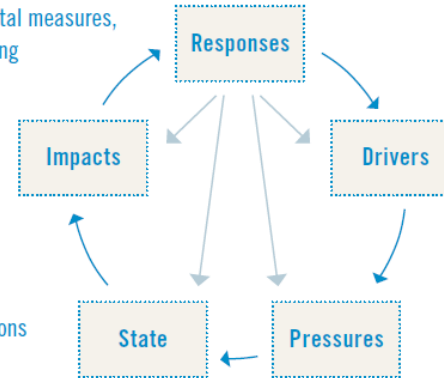 tal measures,
ng
Responses
Impacts
Drivers
ons
State
Pressures